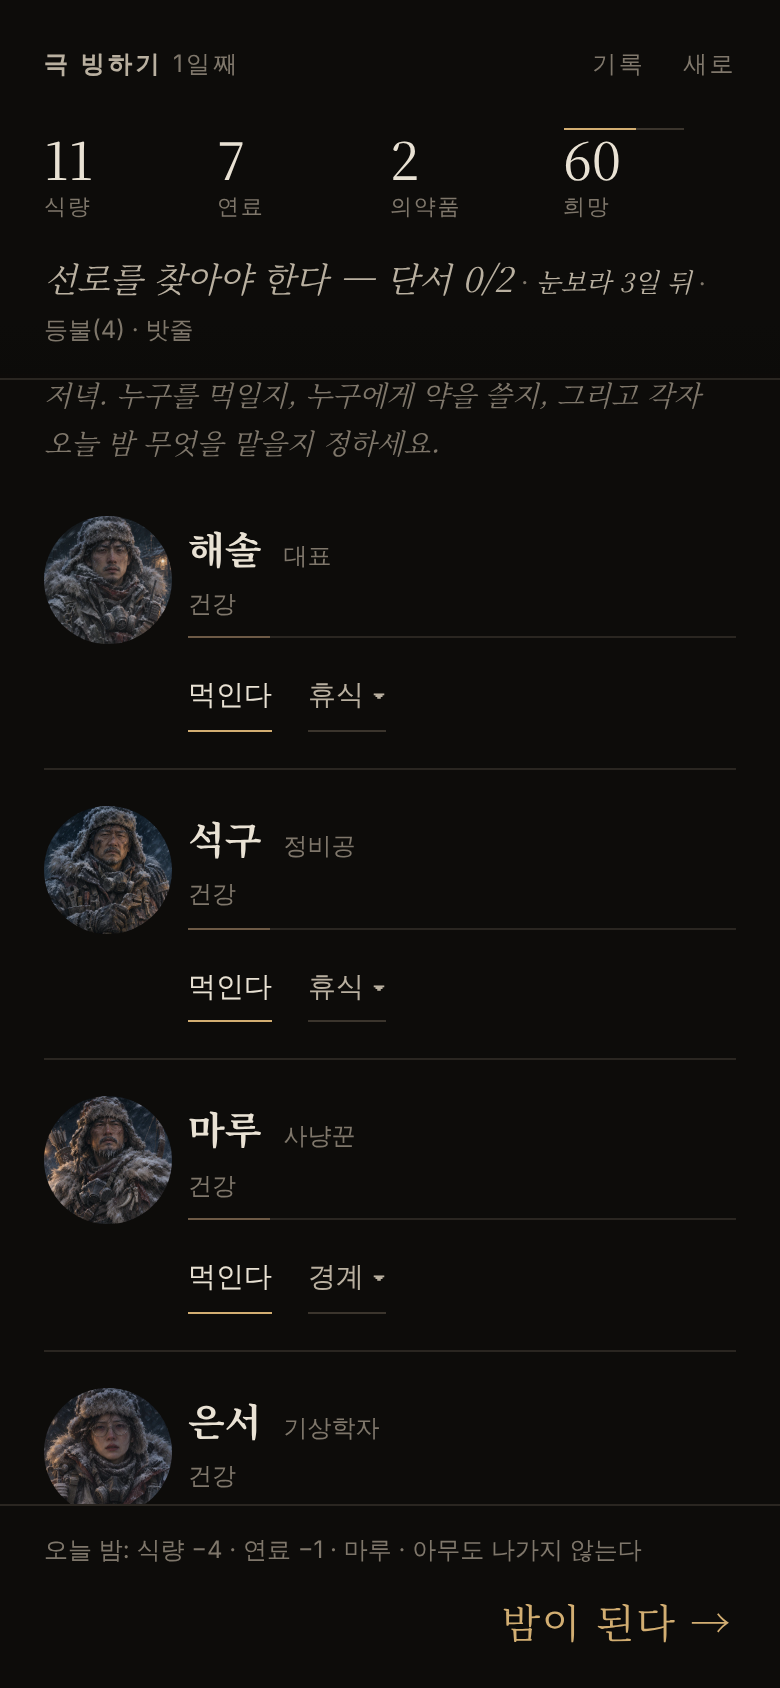 극 빙하기 1일째 기록 새로
11 7 2 60
식량 연료 의약품 희망
선로를 찾아야 한다 — 단서 0/2 · 눈보라 3일 뒤 ·
등불(4) · 밧줄
저녁. 누구를 먹일지, 누구에게 약을 쓸지, 그리고 각자
오늘 밤 무엇을 맡을지 정하세요.
해솔 대표
건강
먹인다 휴식
석구 정비공
건강
먹인다 휴식
마루 사냥꾼
건강
먹인다 경계
은서 기상학자
건강
오늘 밤: 식량 −4 · 연료 −1 · 마루 · 아무도 나가지 않는다
밤이 된다 →